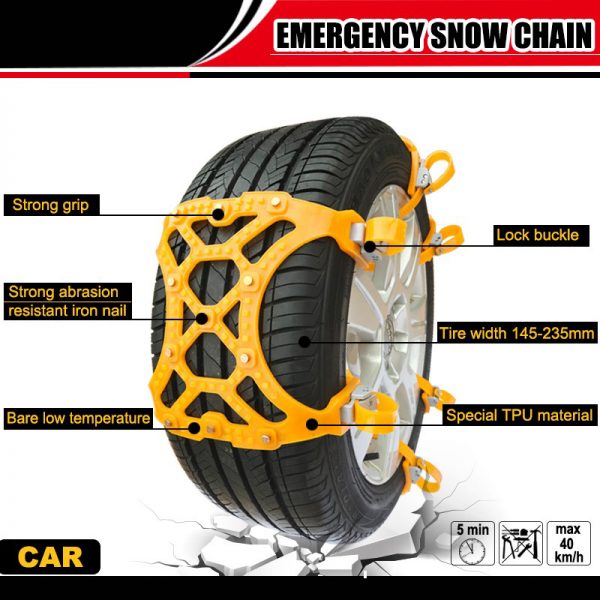 EMERGENCY SNOW CHAIN
Strong grip
Lock buckle
Strong abrasion
resistant iron nail
Tire width 145-235mm
Bare low temperature
Special TPU material
CAR
5 min
max
40
km/h